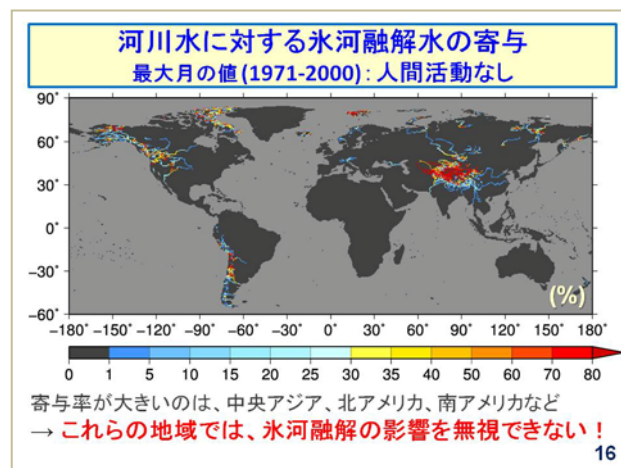 河川水に対する氷河融解水の寄与
最大月の値(1971-2000):人間活動なし
90°
60°
30°
0°
−30°
−60°
(%)
−180° −150° −120° −90° −60° −30° 0° 30° 60° 90° 120° 150° 180°
0 1 5 10 15 20 25 30 35 40 50 60 70 80
寄与率が大きいのは、中央アジア、北アメリカ、南アメリカなど
→ これらの地域では、氷河融解の影響を無視できない！
16